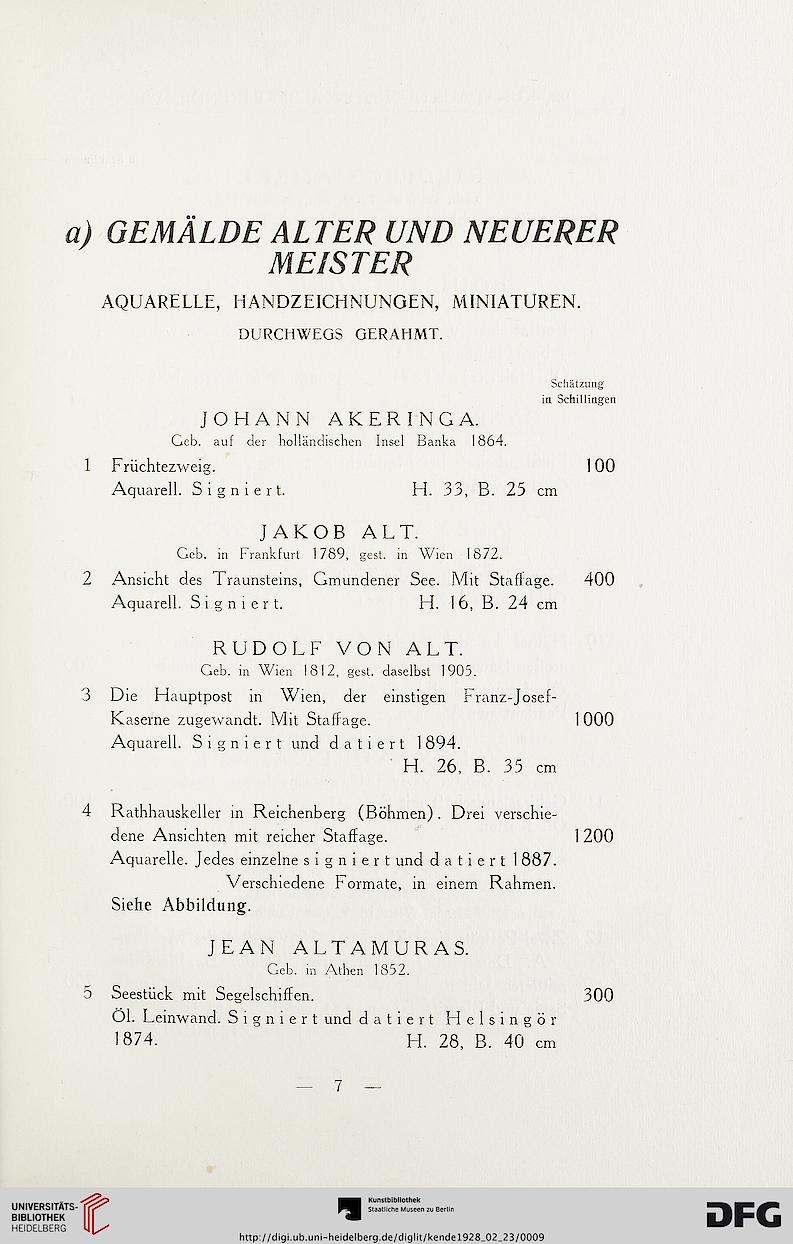 a) GEMÄLDE ALTER UND NEUERER
MEISTER
AQUARELLE, HANDZEICHNUNGEN, MINIATUREN.
DURCHWEGS GERAHMT.
Schätzung
in Schillingen
JOHANN AKERINGA.
Geb. auf der holländischen Insel Banka 1864.
1 Früchtezweig. 100
Aquarell. Signiert. H. 33, B. 25 cm
JAKOB ALT.
Geb. in Frankfurt 1789, gest. in Wien 1872.
2 Ansicht des Traunsteins, Gmundener See. Mit Staffage. 400
Aquarell. Signiert. H. 16, B. 24 cm
RUDOLF VON ALT.
Geb. in Wien 1812, gest. daselbst 1905.
3 Die Hauptpost in Wien, der einstigen Franz-Josef-
Kaserne zugewandt. Mit Staffage. 1000
Aquarell. Signiert und datiert 1894.
H. 26, B. 35 cm
4 Rathhauskeller in Reichenberg (Böhmen). Drei verschie-
dene Ansichten mit reicher Staffage. 1200
Aquarelle. Jedes einzelne signiert und datiert 1887.
Verschiedene Formate, in einem Rahmen.
Siehe Abbildung.
JEAN ALTAMURAS.
Geb. in Athen 1852.
5 Seestück mit Segelschiffen. 300
Öl. Leinwand. Signiert und datiert Helsingör
1874. H. 28, B. 40 cm
— 7 —
UNIVERSITÄTS-
BIBLIOTHEK
HEIDELBERG
Kunstbibliothek
Staatliche Museen zu Berlin
DFG
http://digi.ub.uni-heidelberg.de/diglit/kende1928_02_23/0009